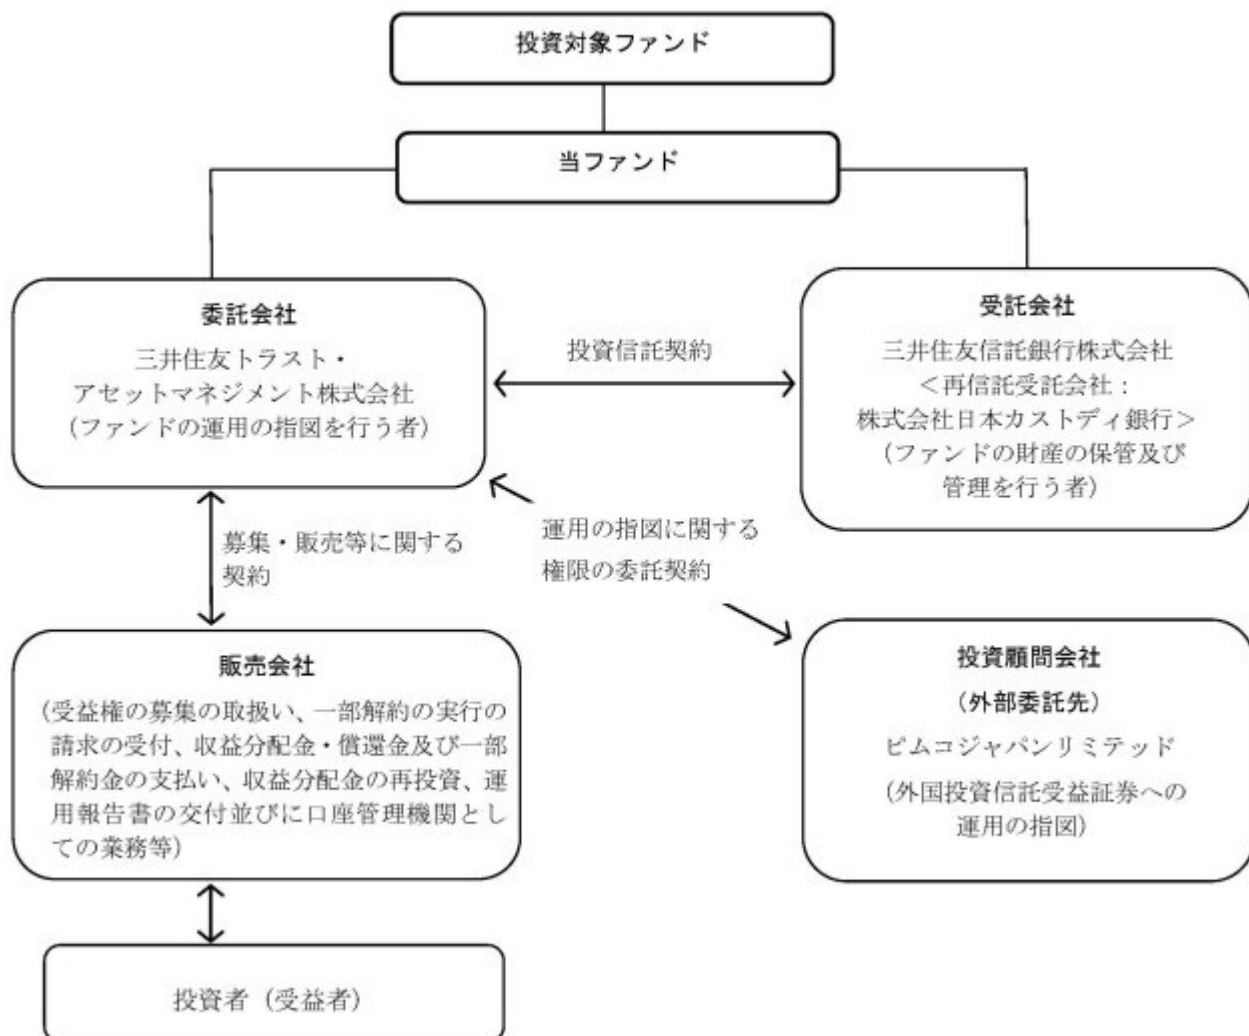 投資対象ファンド
当ファンド
委託会社
三井住友トラスト・
アセットマネジメント株式会社
（ファンドの運用の指図を行う者）
投資信託契約
受託会社
三井住友信託銀行株式会社
＜再信託受託会社：
株式会社日本カストディ銀行＞
（ファンドの財産の保管及び
管理を行う者）
募集・販売等に関する
契約
運用の指図に関する
権限の委託契約
販売会社
（受益権の募集の取扱い、一部解約の実行の
請求の受付、収益分配金・償還金及び一部
解約金の支払い、収益分配金の再投資、運
用報告書の交付並びに口座管理機関とし
ての業務等）
投資顧問会社
（外部委託先）
ピムコジャパンリミテッド
（外国投資信託受益証券への
運用の指図）
投資者（受益者）